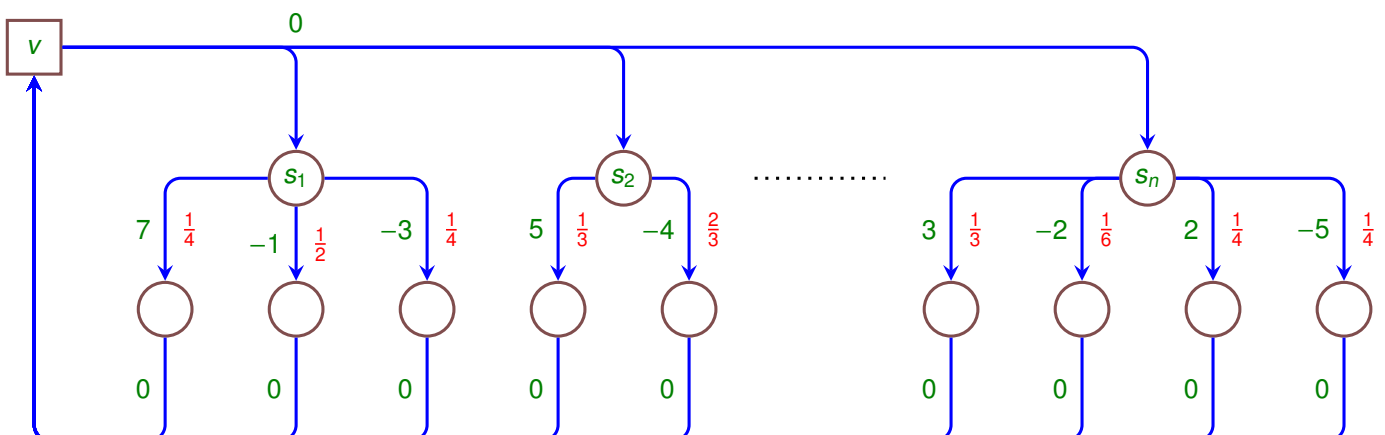 0
v
s₁ s₂ ............. sₙ
7 1/4 −1 1/2 −3 1/4 5 1/3 −4 2/3 3 1/3 −2 1/6 2 1/4 −5 1/4
0 0 0 0 0 0 0 0 0